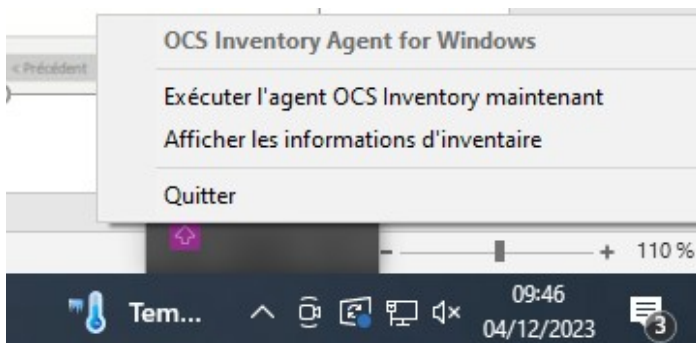 OCS Inventory Agent for Windows
< Précédent
Exécuter l'agent OCS Inventory maintenant
Afficher les informations d'inventaire
Quitter
110 %
Tem...
09:46
04/12/2023
3